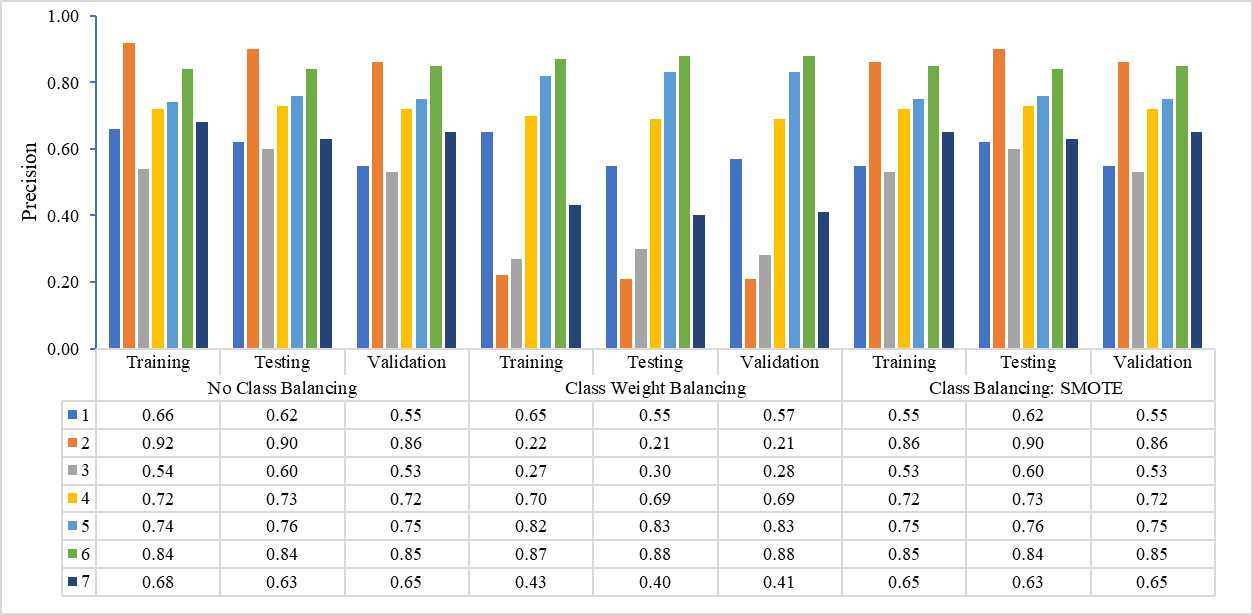 1.00
0.80
0.60
0.40
0.20
0.00
Precision
Training Testing Validation Training Testing Validation Training Testing Validation
No Class Balancing Class Weight Balancing Class Balancing: SMOTE
1 0.66 0.62 0.55 0.65 0.55 0.57 0.55 0.62 0.55
2 0.92 0.90 0.86 0.22 0.21 0.21 0.86 0.90 0.86
3 0.54 0.60 0.53 0.27 0.30 0.28 0.53 0.60 0.53
4 0.72 0.73 0.72 0.70 0.69 0.69 0.72 0.73 0.72
5 0.74 0.76 0.75 0.82 0.83 0.83 0.75 0.76 0.75
6 0.84 0.84 0.85 0.87 0.88 0.88 0.85 0.84 0.85
7 0.68 0.63 0.65 0.43 0.40 0.41 0.65 0.63 0.65